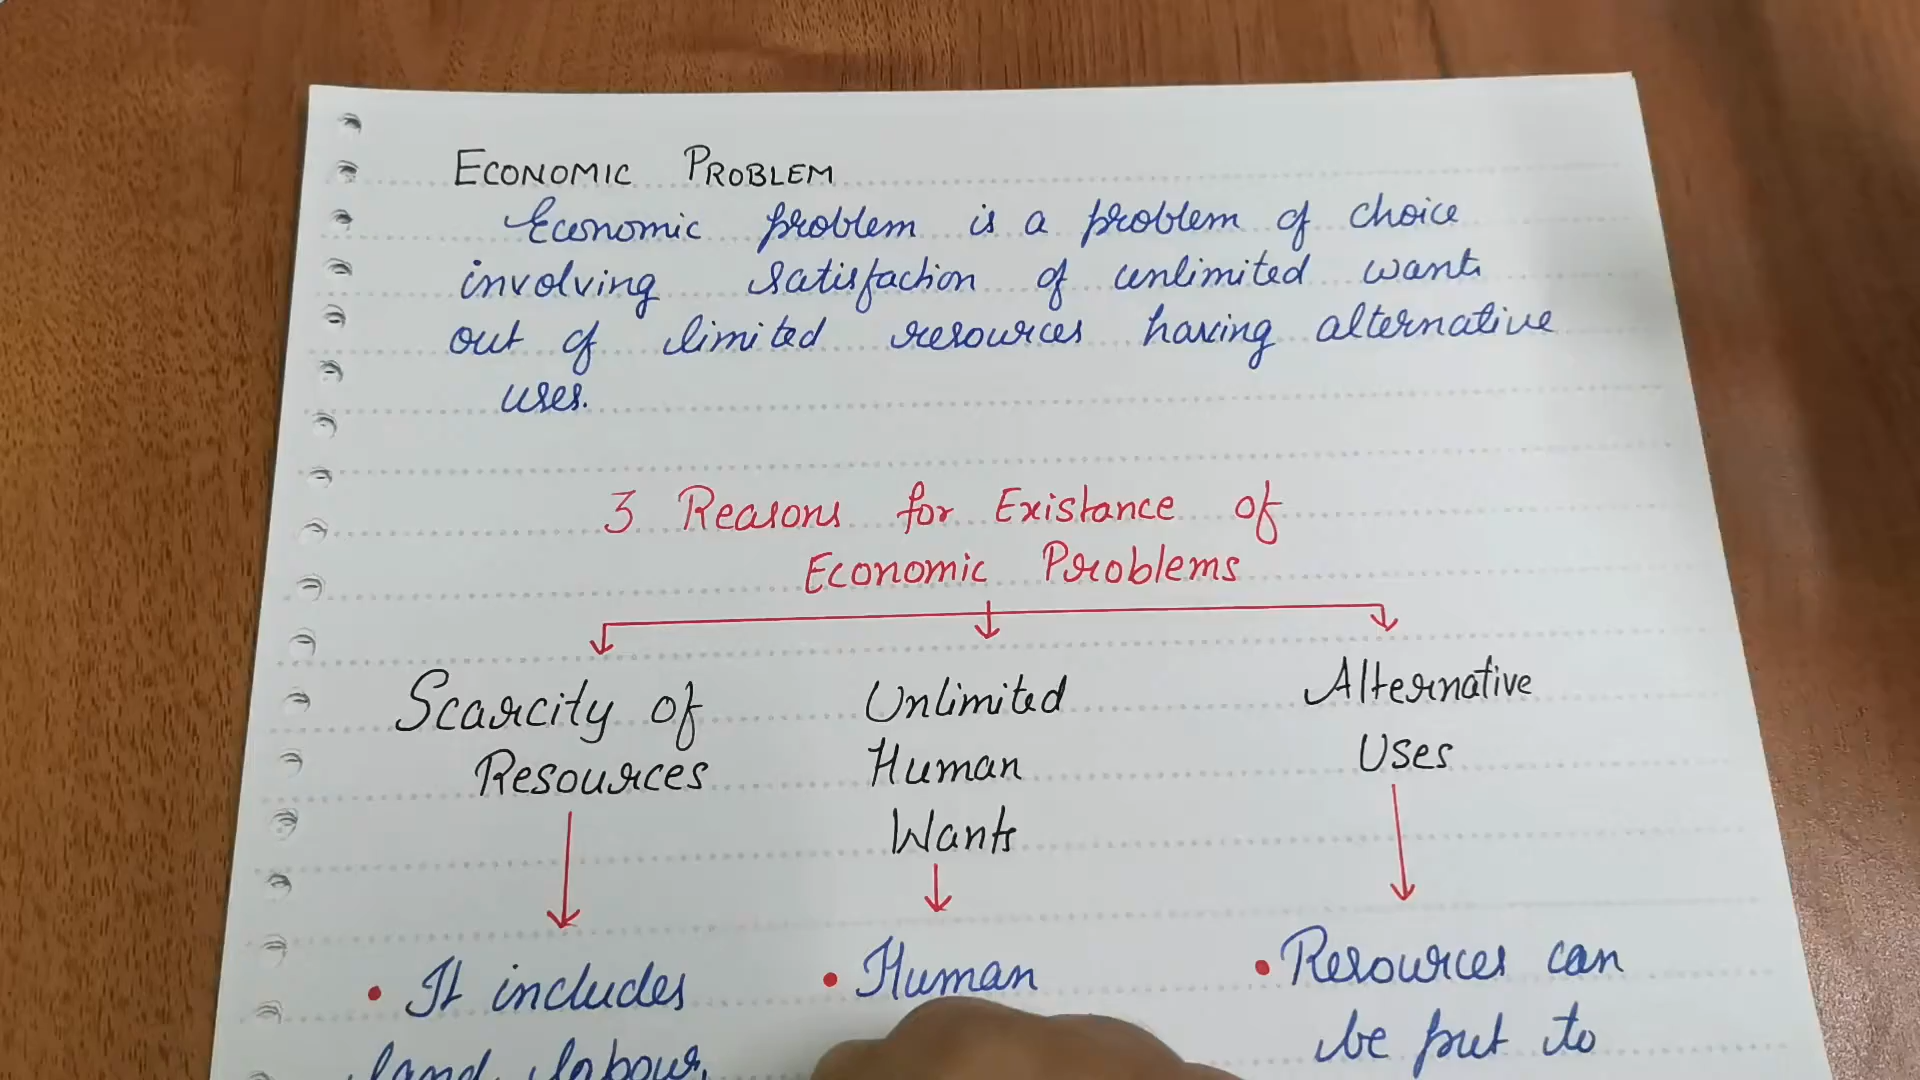 ECONOMIC PROBLEM
Economic problem is a problem of choice
involving satisfaction of unlimited wants
out of limited resources having alternative
uses.
3 Reasons for Existance of
Economic Problems
Scarcity of
Resources
Unlimited
Human
Wants
Alternative
Uses
• It includes
land, labour,
• Human
• Resources can
be put to